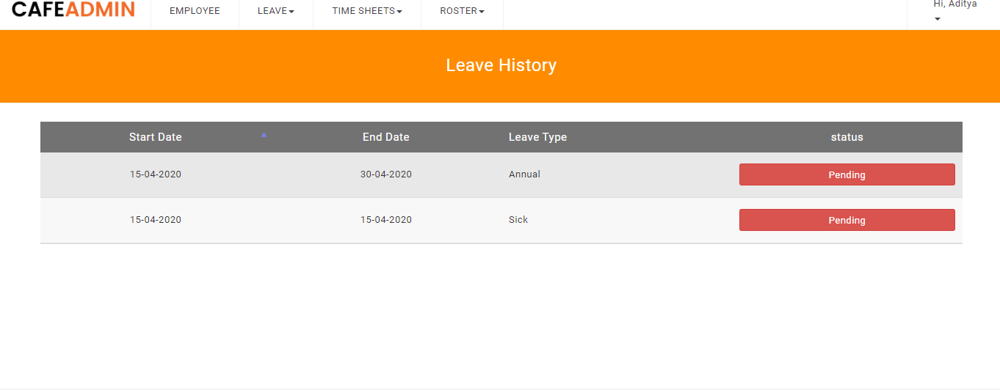 CAFEADMIN EMPLOYEE LEAVE TIME SHEETS ROSTER Hi, Aditya
Leave History
Start Date End Date Leave Type status
15-04-2020 30-04-2020 Annual Pending
15-04-2020 15-04-2020 Sick Pending